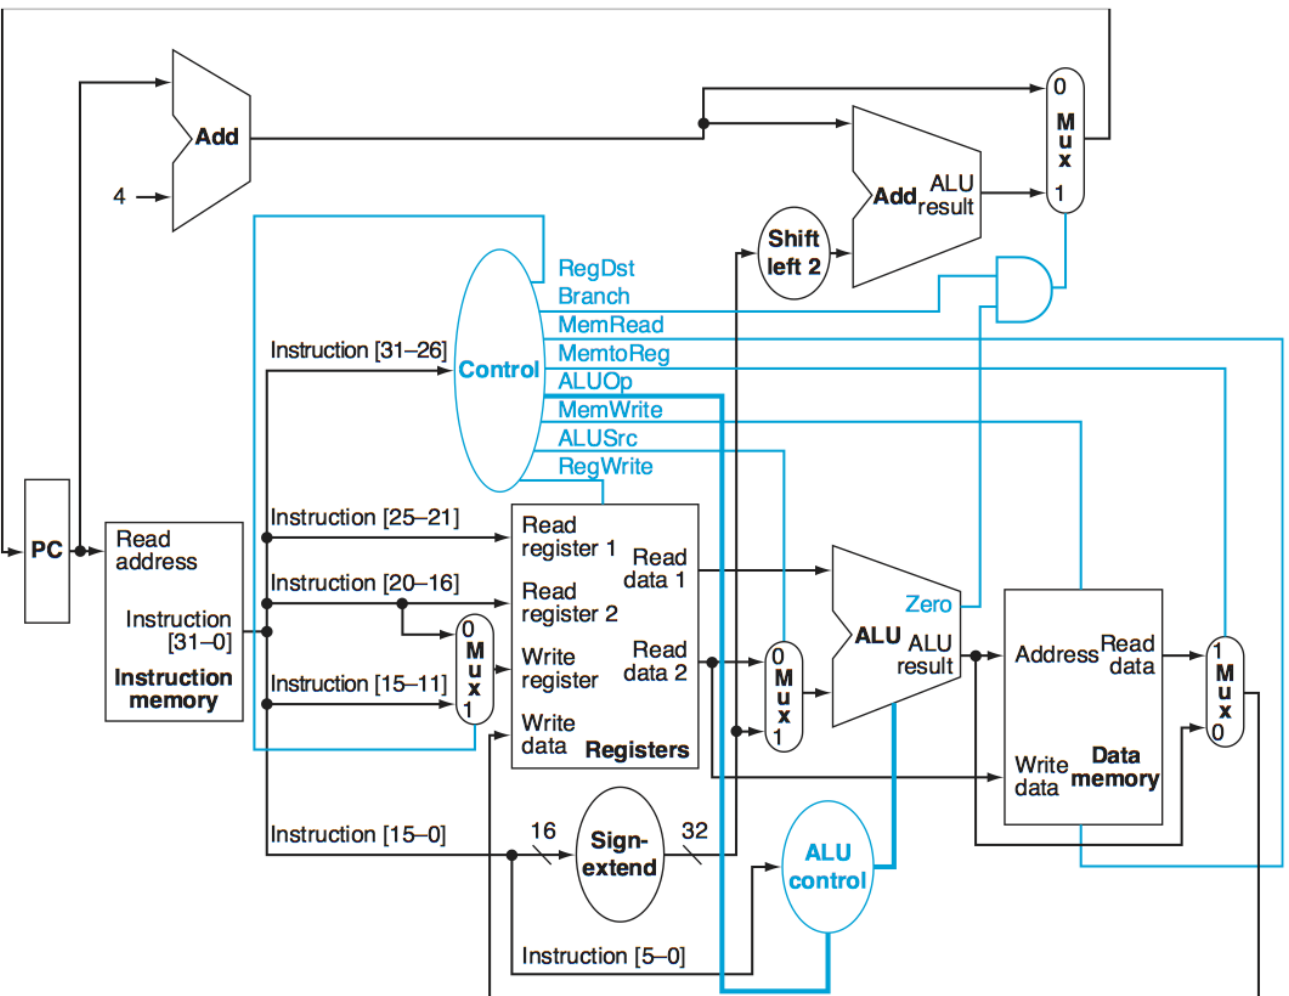 Add
4
0
M
u
x
1
Add
ALU
result
Shift
left 2
RegDst
Branch
MemRead
MemtoReg
ALUOp
MemWrite
ALUSrc
RegWrite
Control
Instruction [31–26]
Instruction [25–21]
Instruction [20–16]
Instruction [15–11]
Instruction [15–0]
Instruction [5–0]
PC
Read
address
Instruction
[31–0]
Instruction
memory
0
M
u
x
1
Read
register 1
Read
register 2
Write
register
Write
data
Read
data 1
Read
data 2
Registers
0
M
u
x
1
Zero
ALU
ALU
result
Address
Read
data
Write
data
Data
memory
1
M
u
x
0
16
Sign-
extend
32
ALU
control